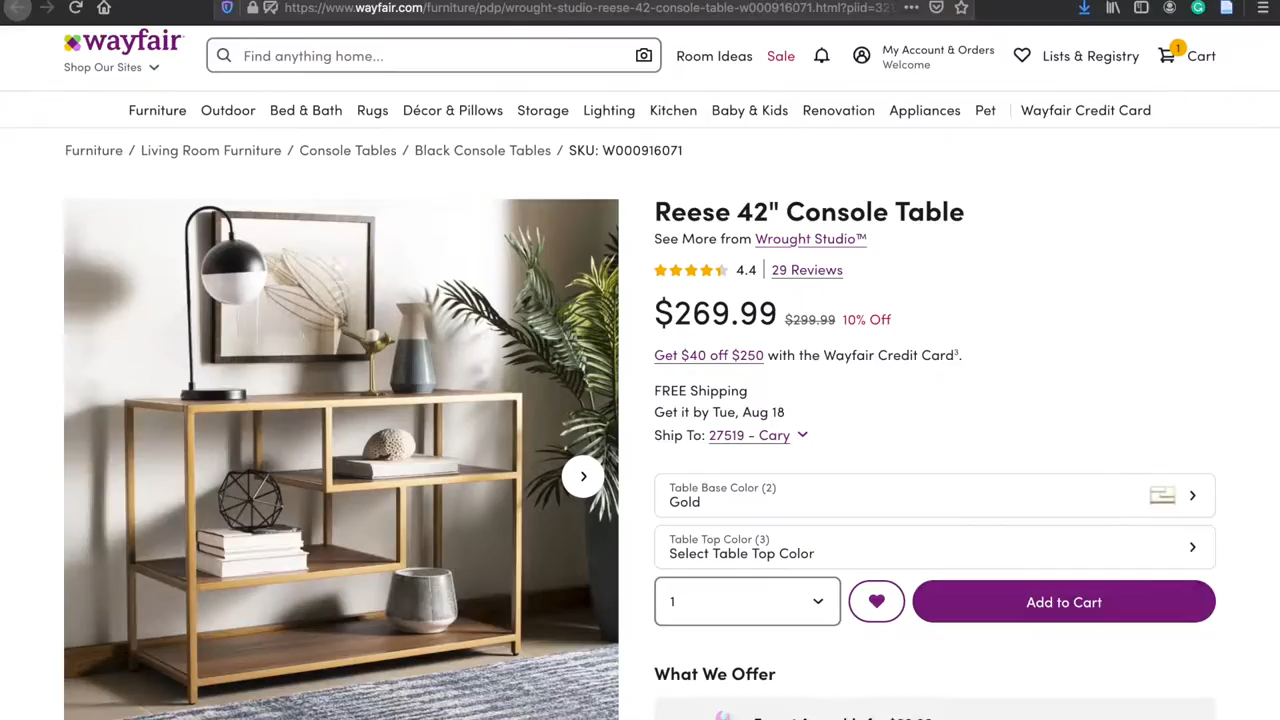 https://www.wayfair.com/furniture/pdp/wrought-studio-reese-42-console-table-w000916071.html?piid=32
wayfair
Shop Our Sites
Find anything home...
Room Ideas
Sale
My Account & Orders
Welcome
Lists & Registry
1
Cart
Furniture Outdoor Bed & Bath Rugs Décor & Pillows Storage Lighting Kitchen Baby & Kids Renovation Appliances Pet Wayfair Credit Card
Furniture / Living Room Furniture / Console Tables / Black Console Tables / SKU: W000916071
Reese 42" Console Table
See More from Wrought Studio™
4.4 29 Reviews
$269.99 $299.99 10% Off
Get $40 off $250 with the Wayfair Credit Card³.
FREE Shipping
Get it by Tue, Aug 18
Ship To: 27519 - Cary
Table Base Color (2)
Gold
Table Top Color (3)
Select Table Top Color
1
Add to Cart
What We Offer